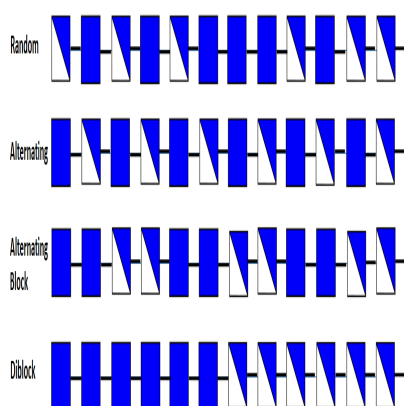 Random
Alternating
Alternating
Block
Diblock